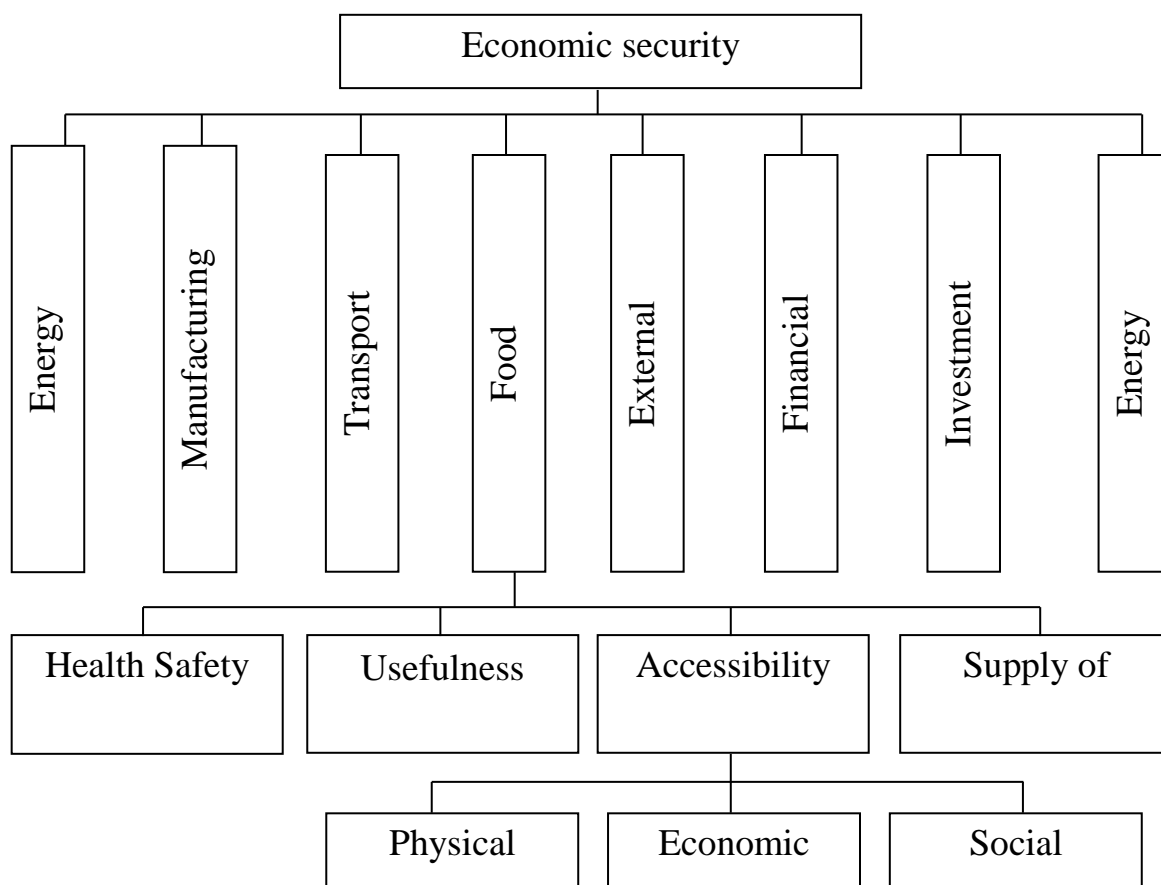 Economic security
Energy
Manufacturing
Transport
Food
External
Financial
Investment
Energy
Health Safety
Usefulness
Accessibility
Supply of
Physical
Economic
Social